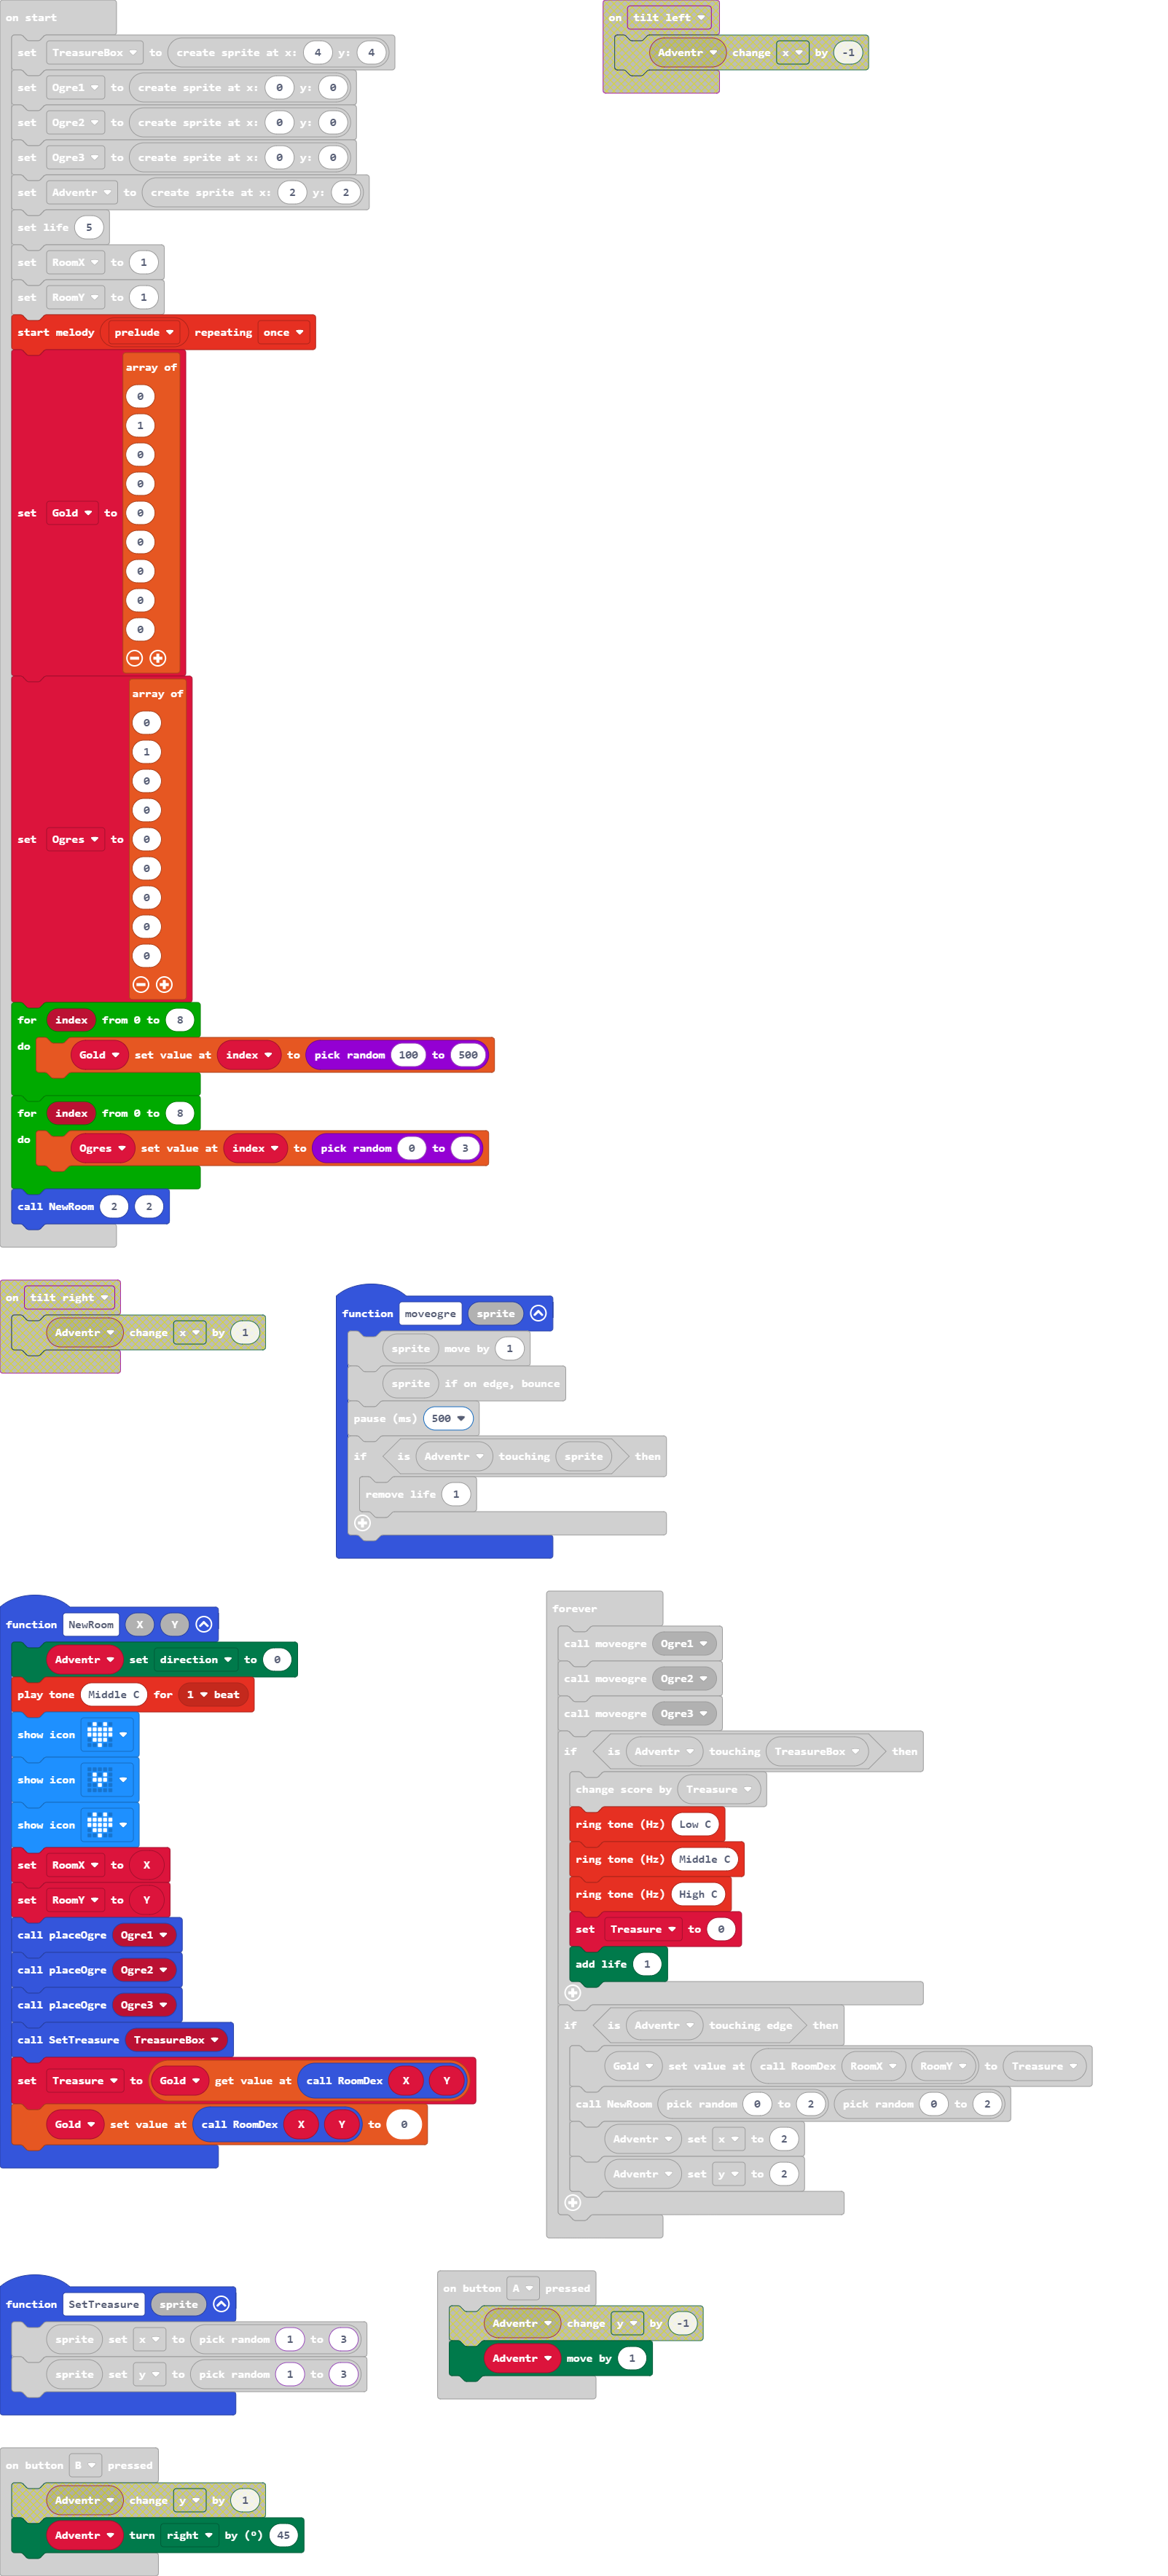 on start
set TreasureBox to create sprite at x: 4 y: 4
set Ogre1 to create sprite at x: 0 y: 0
set Ogre2 to create sprite at x: 0 y: 0
set Ogre3 to create sprite at x: 0 y: 0
set Adventr to create sprite at x: 2 y: 2
set life 5
set RoomX to 1
set RoomY to 1
start melody prelude repeating once
set Gold to array of
0
1
0
0
0
0
0
0
0
set Ogres to array of
0
1
0
0
0
0
0
0
0
for index from 0 to 8
do Gold set value at index to pick random 100 to 500
for index from 0 to 8
do Ogres set value at index to pick random 0 to 3
call NewRoom 2 2
on tilt left
Adventr change x by -1
on tilt right
Adventr change x by 1
function moveogre sprite
sprite move by 1
sprite if on edge, bounce
pause (ms) 500
if is Adventr touching sprite then
remove life 1
function NewRoom X Y
Adventr set direction to 0
play tone Middle C for 1 beat
show icon
show icon
show icon
set RoomX to X
set RoomY to Y
call placeOgre Ogre1
call placeOgre Ogre2
call placeOgre Ogre3
call SetTreasure TreasureBox
set Treasure to Gold get value at call RoomDex X Y
Gold set value at call RoomDex X Y to 0
forever
call moveogre Ogre1
call moveogre Ogre2
call moveogre Ogre3
if is Adventr touching TreasureBox then
change score by Treasure
ring tone (Hz) Low C
ring tone (Hz) Middle C
ring tone (Hz) High C
set Treasure to 0
add life 1
if is Adventr touching edge then
Gold set value at call RoomDex RoomX RoomY to Treasure
call NewRoom pick random 0 to 2 pick random 0 to 2
Adventr set x to 2
Adventr set y to 2
function SetTreasure sprite
sprite set x to pick random 1 to 3
sprite set y to pick random 1 to 3
on button A pressed
Adventr change y by -1
Adventr move by 1
on button B pressed
Adventr change y by 1
Adventr turn right by (º) 45